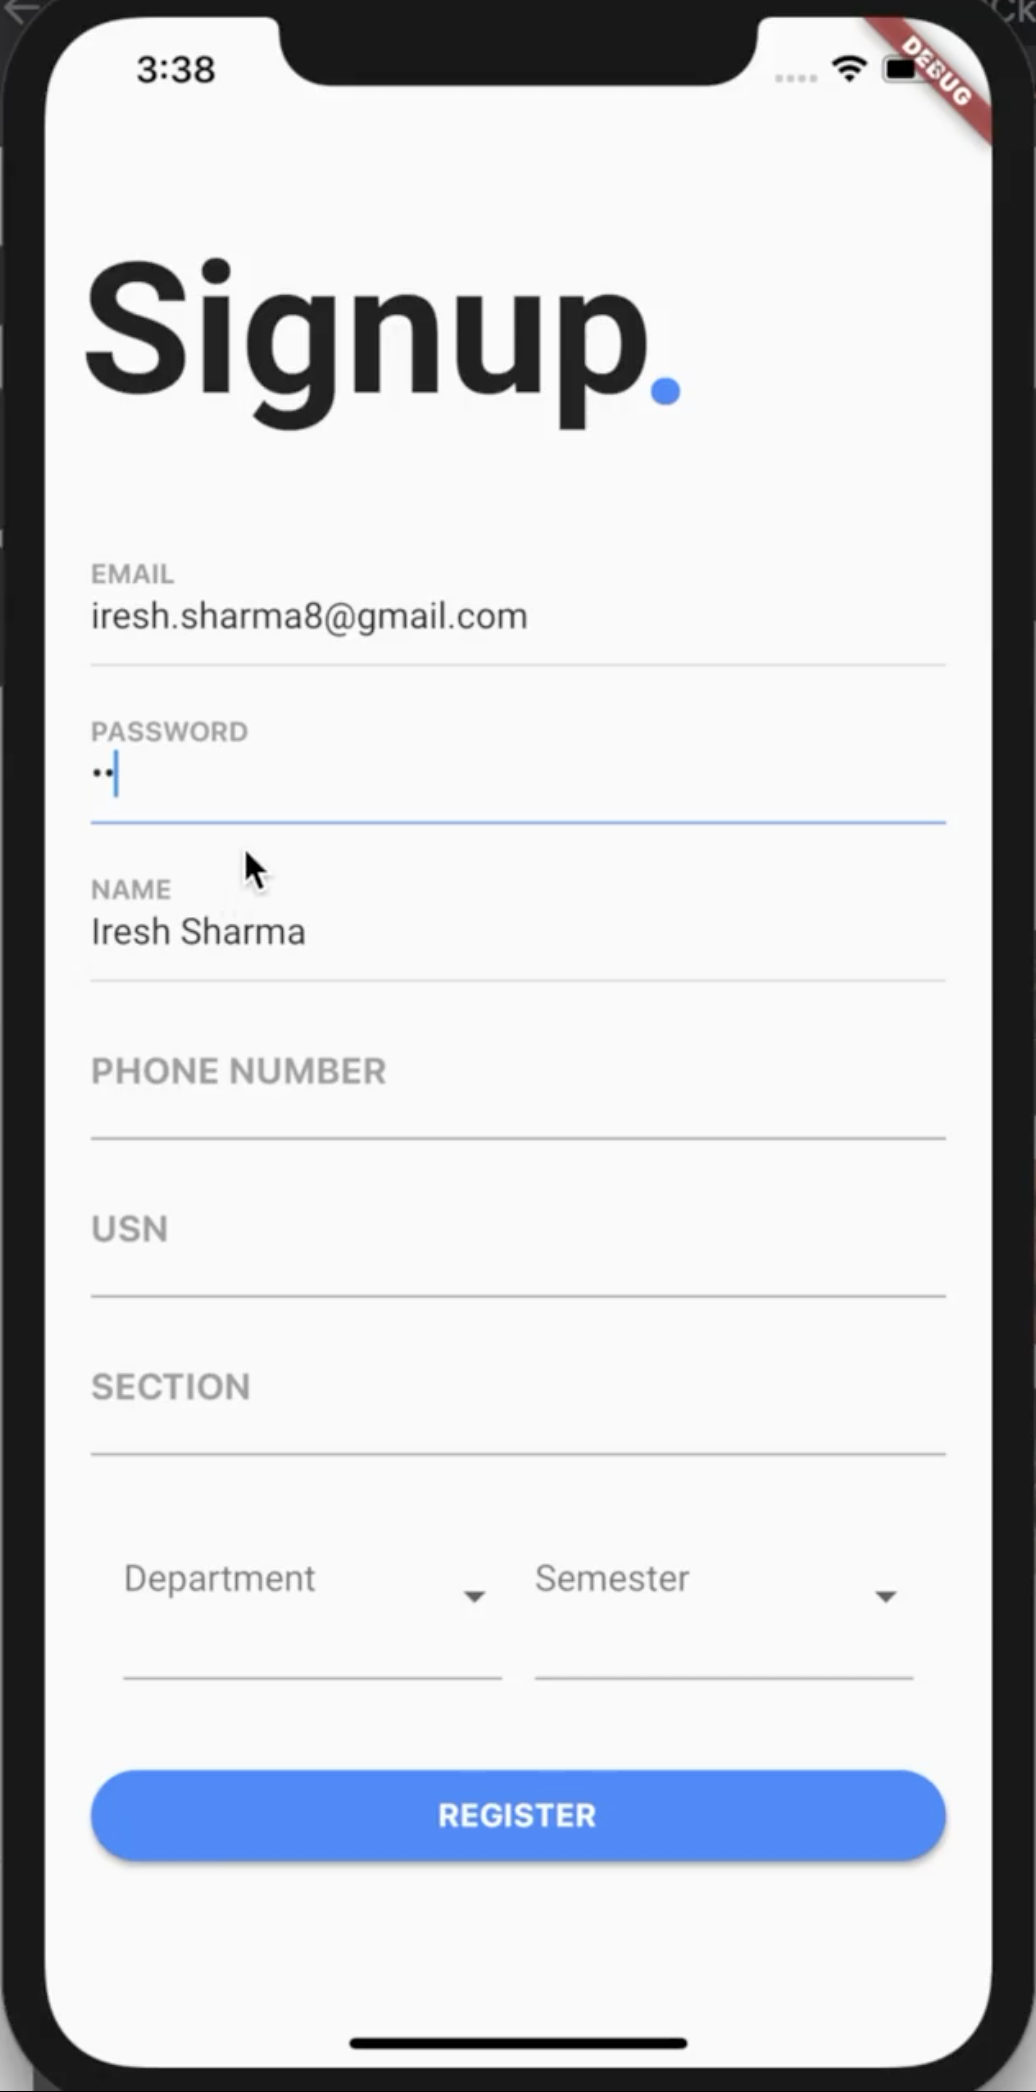 3:38
DEBUG
Signup.
EMAIL
iresh.sharma8@gmail.com
PASSWORD
••
NAME
Iresh Sharma
PHONE NUMBER
USN
SECTION
Department Semester
REGISTER